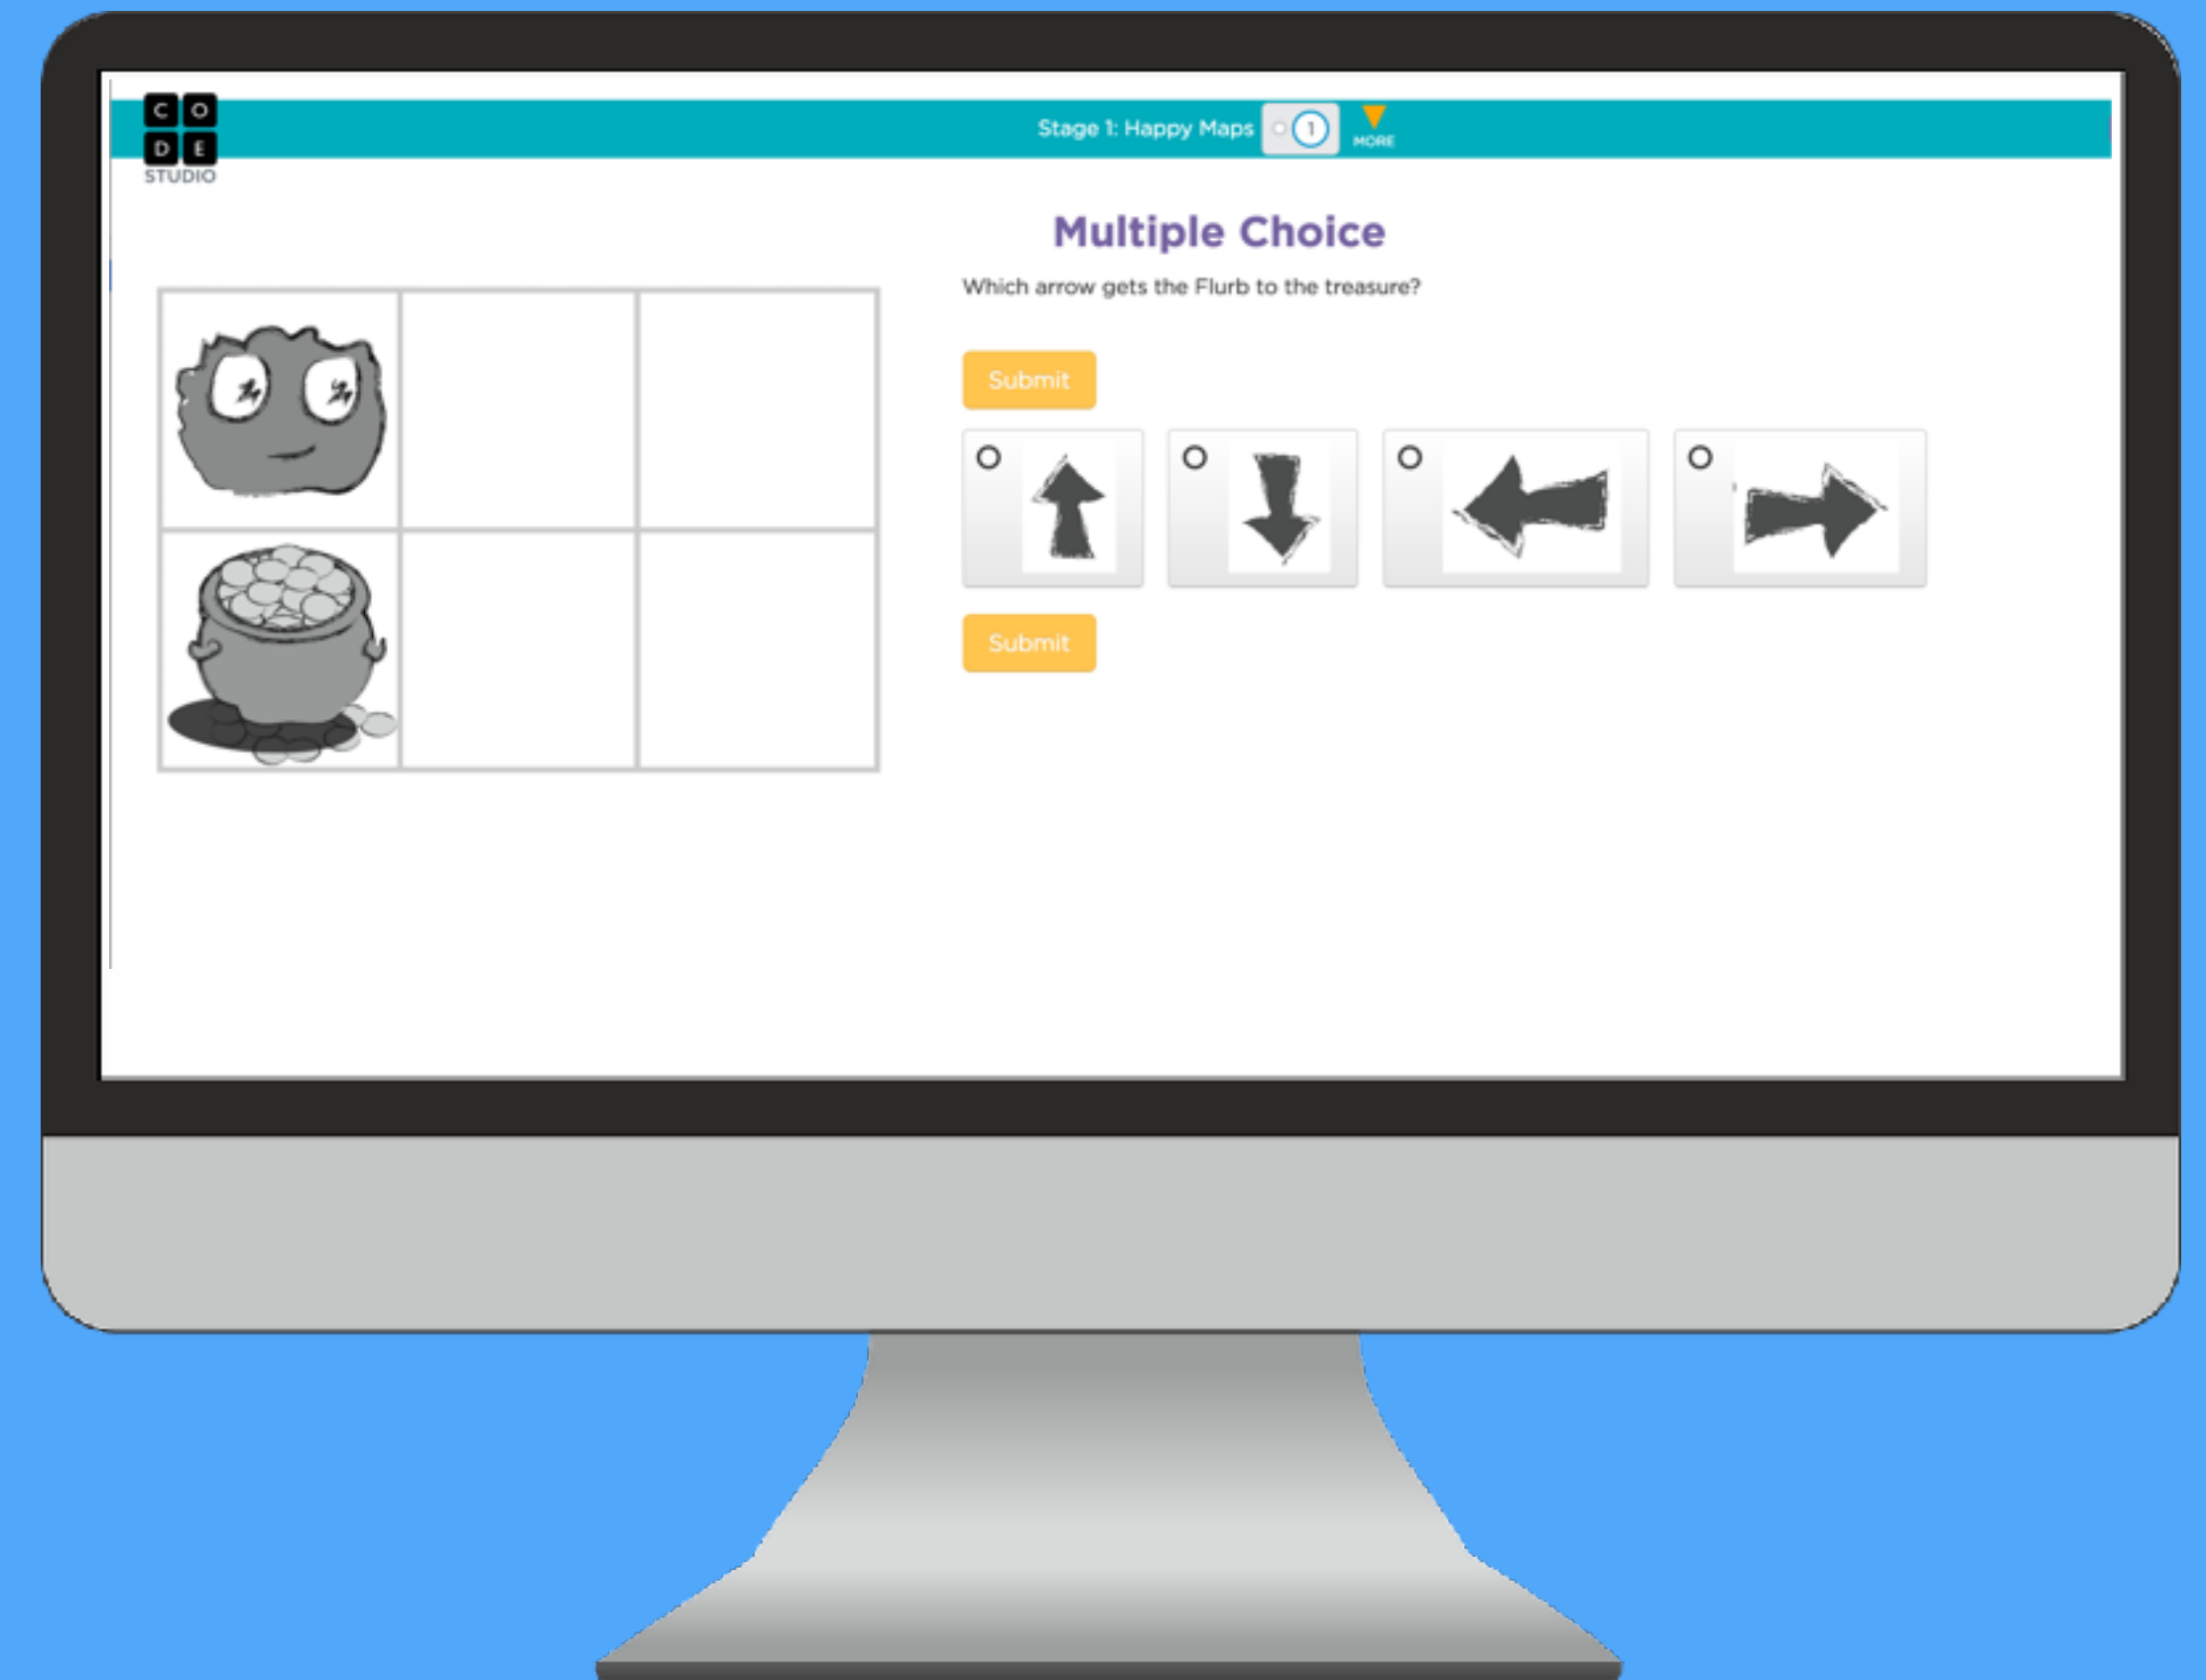 C O
D E
STUDIO
Stage 1: Happy Maps 1 MORE
Multiple Choice
Which arrow gets the Flurb to the treasure?
Submit
Submit